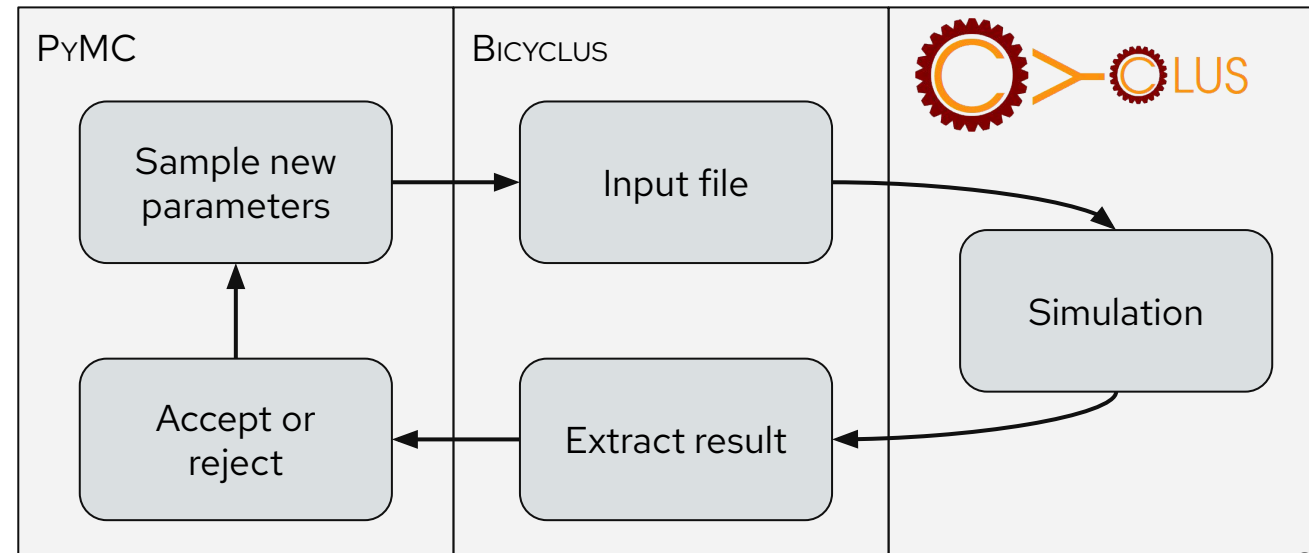 PyMC
Bicyclus
CYCLUS
Sample new
parameters
Input file
Simulation
Accept or
reject
Extract result